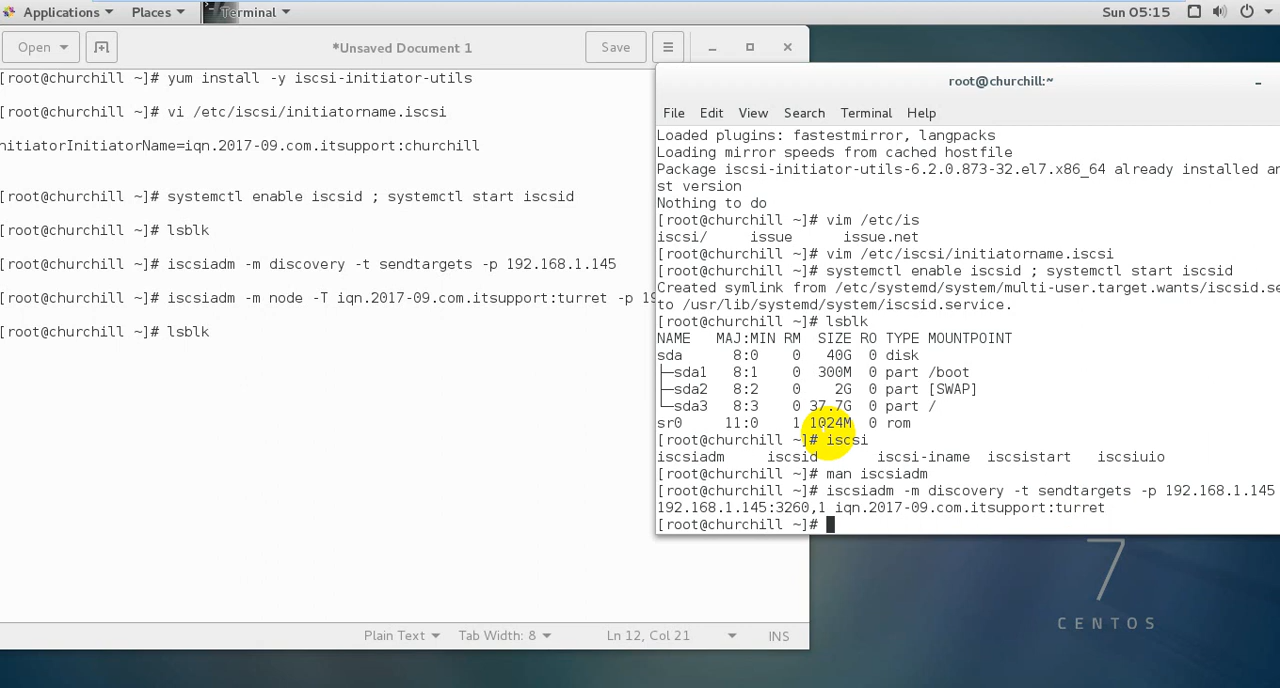 Applications Places Terminal Sun 05:15
Open *Unsaved Document 1 Save
[root@churchill ~]# yum install -y iscsi-initiator-utils
[root@churchill ~]# vi /etc/iscsi/initiatorname.iscsi
nitiatorInitiatorName=iqn.2017-09.com.itsupport:churchill
[root@churchill ~]# systemctl enable iscsid ; systemctl start iscsid
[root@churchill ~]# lsblk
[root@churchill ~]# iscsiadm -m discovery -t sendtargets -p 192.168.1.145
[root@churchill ~]# iscsiadm -m node -T iqn.2017-09.com.itsupport:turret -p 19
[root@churchill ~]# lsblk
Plain Text Tab Width: 8 Ln 12, Col 21 INS
root@churchill:~
File Edit View Search Terminal Help
Loaded plugins: fastestmirror, langpacks
Loading mirror speeds from cached hostfile
Package iscsi-initiator-utils-6.2.0.873-32.el7.x86_64 already installed an
st version
Nothing to do
[root@churchill ~]# vim /etc/is
iscsi/ issue issue.net
[root@churchill ~]# vim /etc/iscsi/initiatorname.iscsi
[root@churchill ~]# systemctl enable iscsid ; systemctl start iscsid
Created symlink from /etc/systemd/system/multi-user.target.wants/iscsid.se
to /usr/lib/systemd/system/iscsid.service.
[root@churchill ~]# lsblk
NAME MAJ:MIN RM SIZE RO TYPE MOUNTPOINT
sda 8:0 0 40G 0 disk
├─sda1 8:1 0 300M 0 part /boot
├─sda2 8:2 0 2G 0 part [SWAP]
└─sda3 8:3 0 37.7G 0 part /
sr0 11:0 1 1024M 0 rom
[root@churchill ~]# iscsi
iscsiadm iscsid iscsi-iname iscsistart iscsiuio
[root@churchill ~]# man iscsiadm
[root@churchill ~]# iscsiadm -m discovery -t sendtargets -p 192.168.1.145
192.168.1.145:3260,1 iqn.2017-09.com.itsupport:turret
[root@churchill ~]#
7
CENTOS